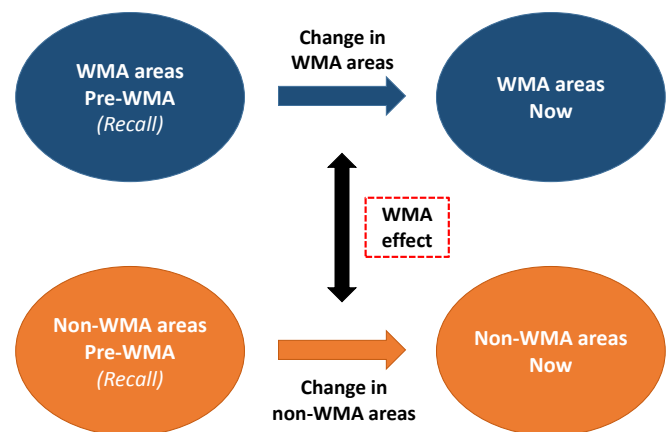 WMA areas
Pre-WMA
(Recall)
Change in
WMA areas
WMA areas
Now
WMA
effect
Non-WMA areas
Pre-WMA
(Recall)
Change in
non-WMA areas
Non-WMA areas
Now